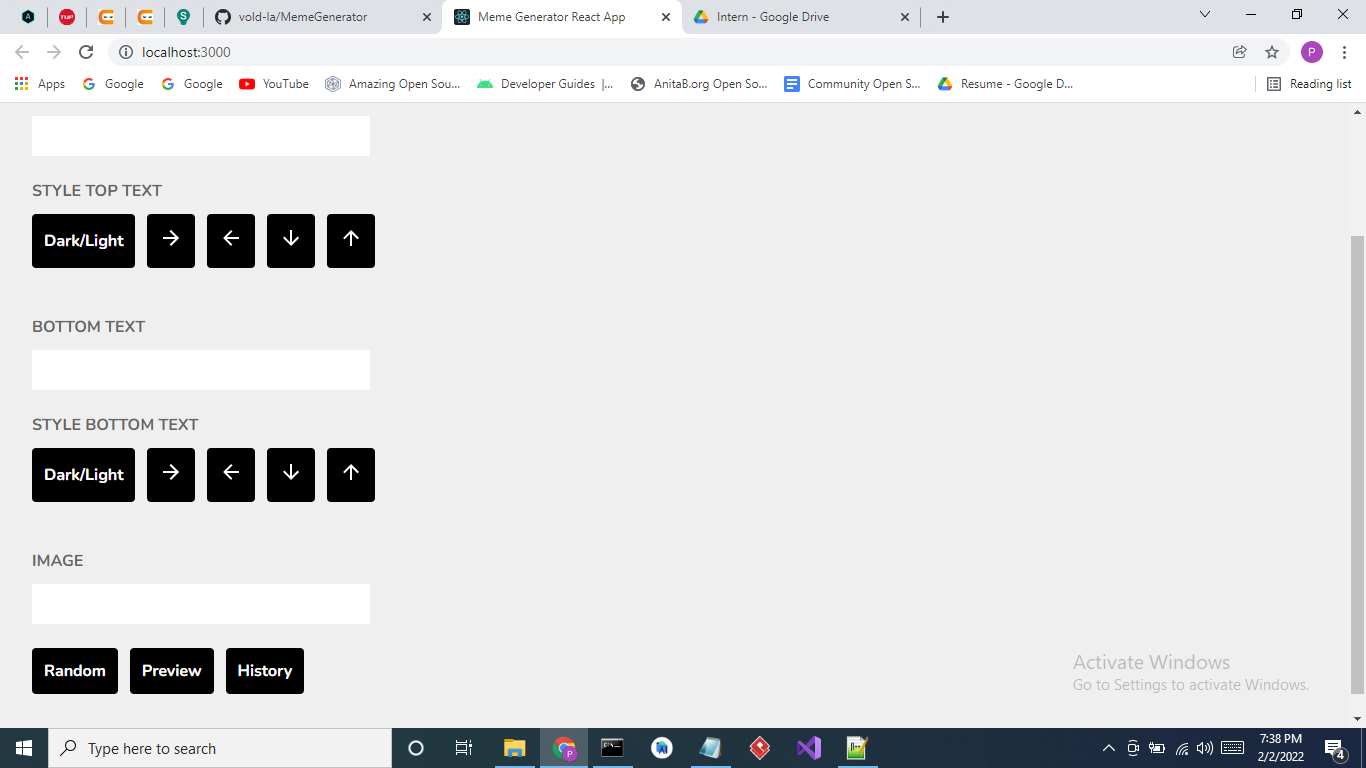 TUF
vold-la/MemeGenerator
Meme Generator React App
Intern - Google Drive
localhost:3000
P
Apps
Google
Google
YouTube
Amazing Open Sou...
Developer Guides |...
AnitaB.org Open So...
Community Open S...
Resume - Google D...
Reading list
STYLE TOP TEXT
Dark/Light
BOTTOM TEXT
STYLE BOTTOM TEXT
Dark/Light
IMAGE
Random
Preview
History
Activate Windows
Go to Settings to activate Windows.
Type here to search
P
7:38 PM
2/2/2022
4